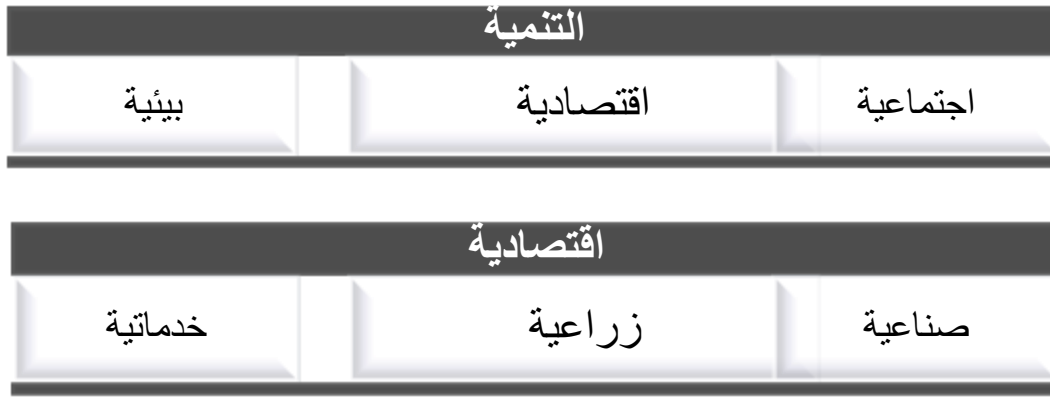 التنمية
اجتماعية اقتصادية بيئية
اقتصادية
صناعية زراعية خدماتية